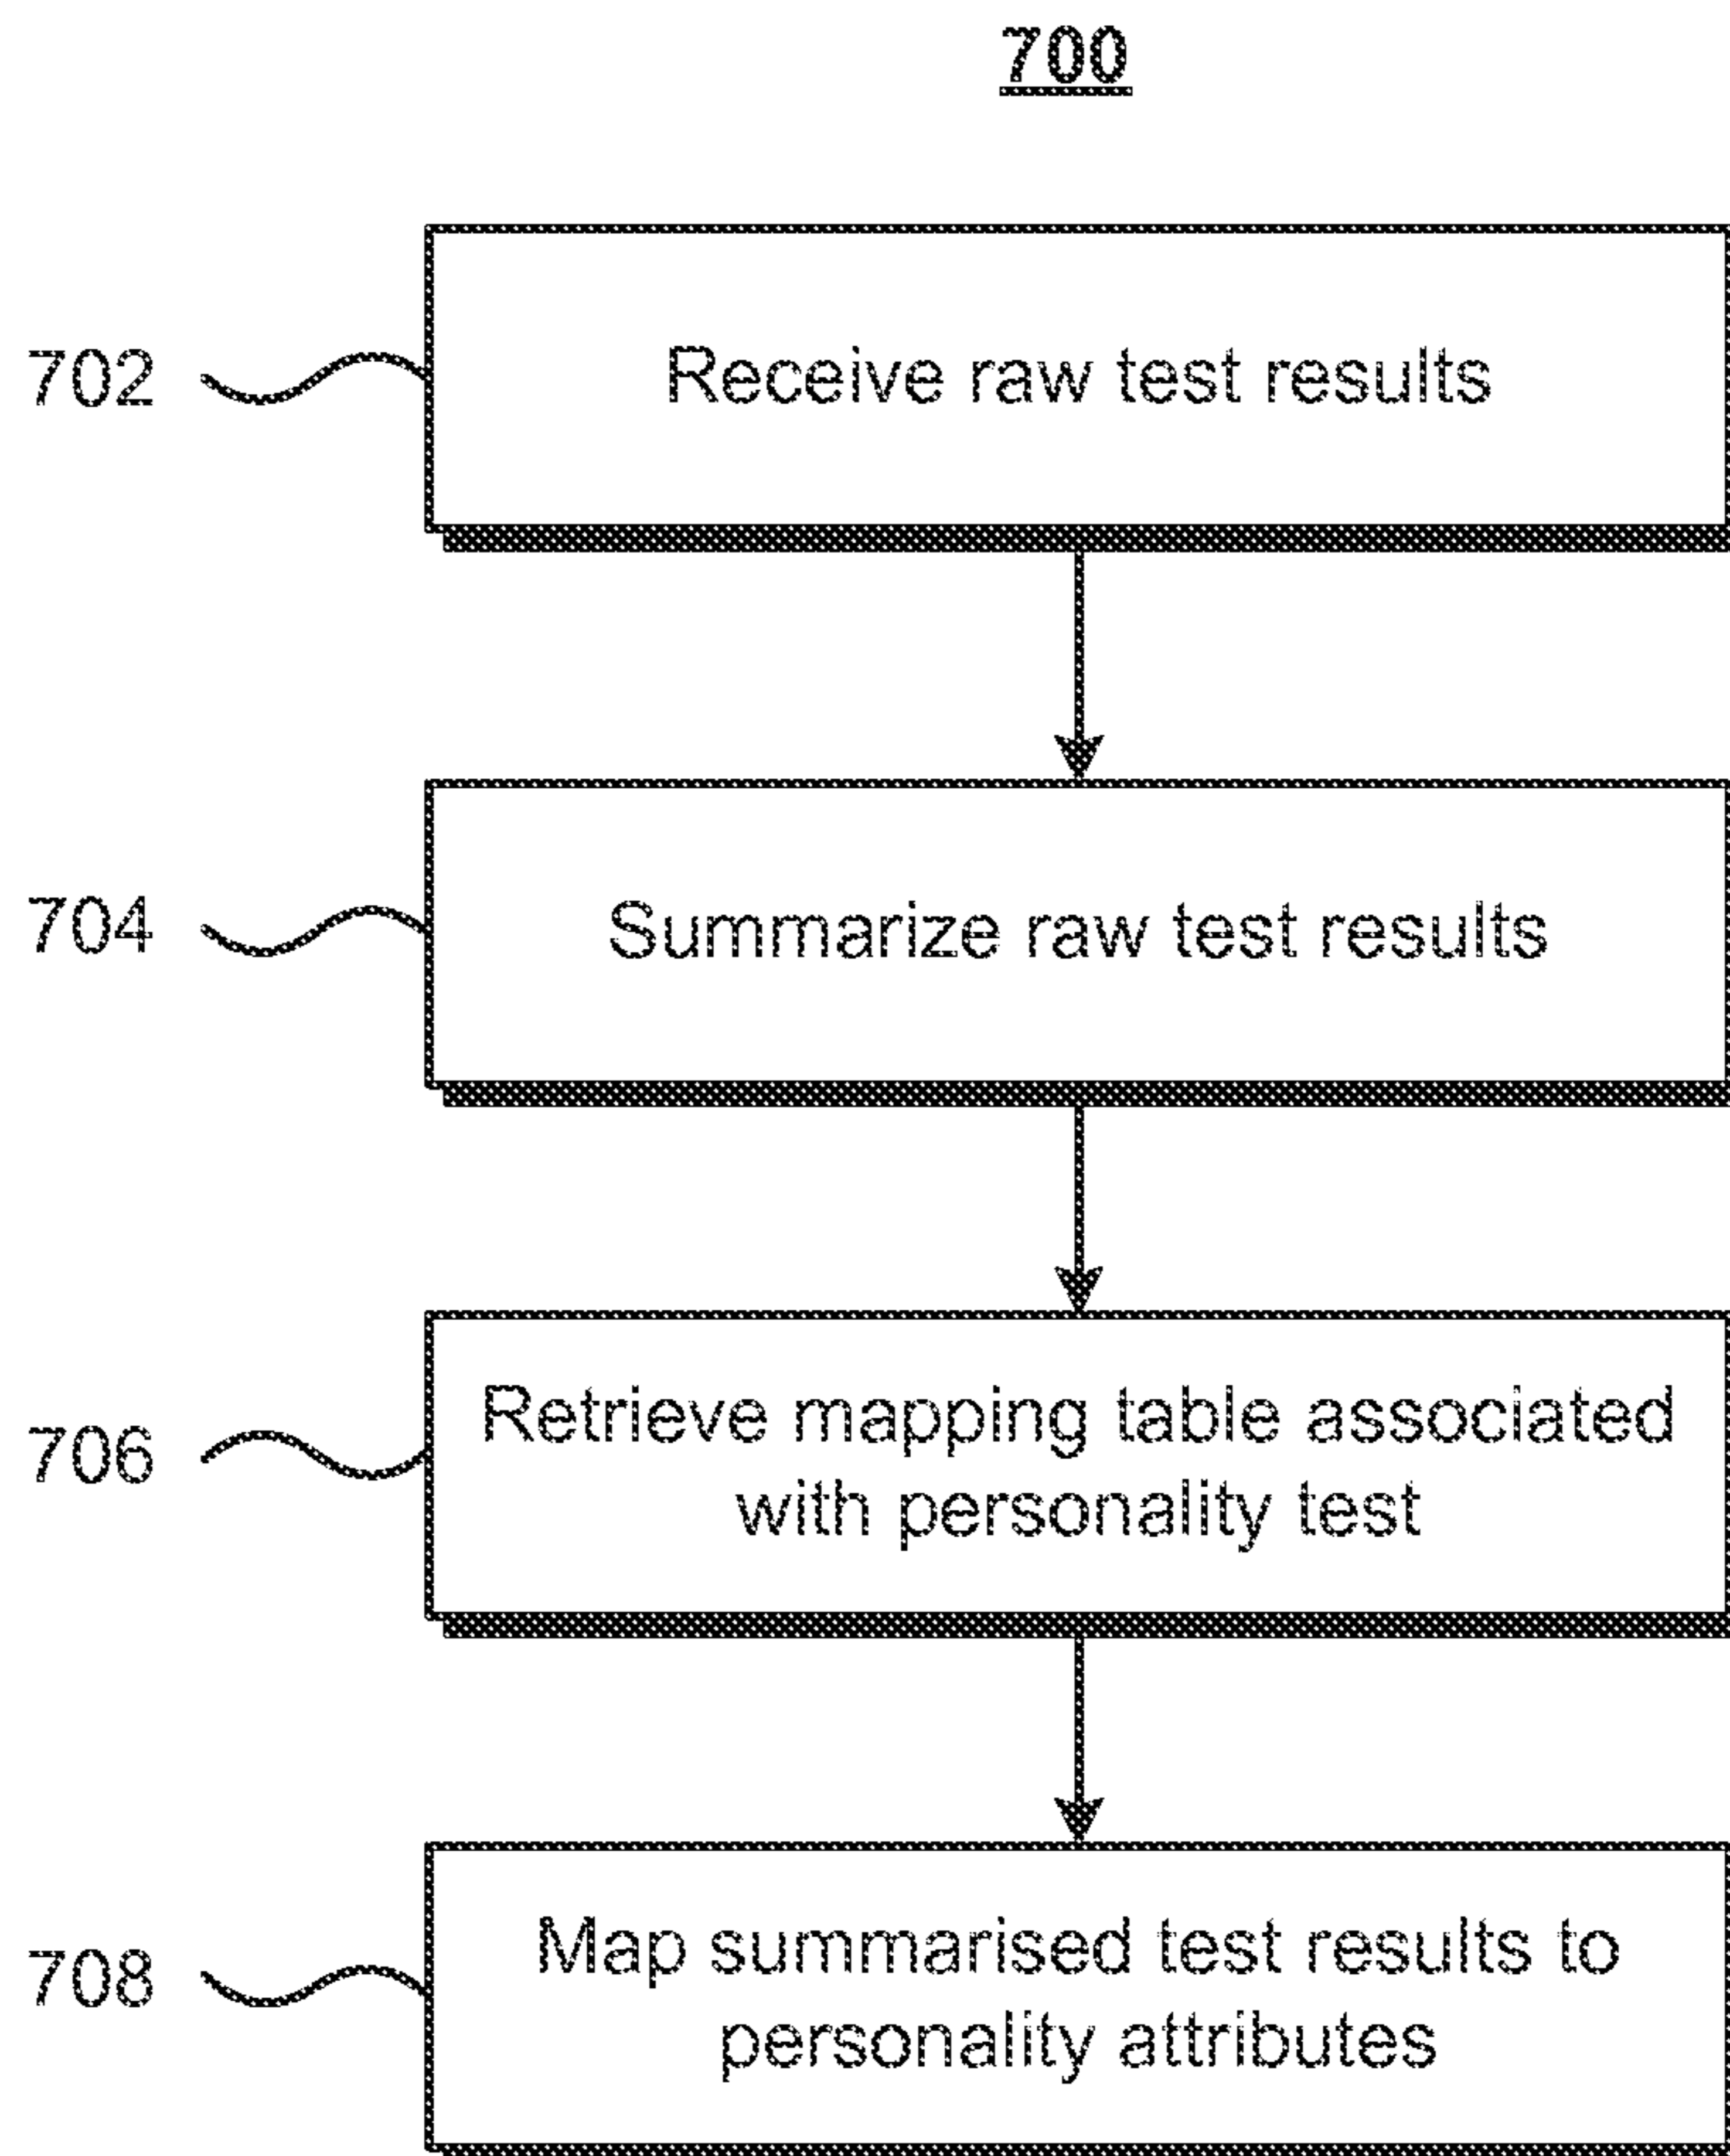 700
702
Receive raw test results
704
Summarize raw test results
706
Retrieve mapping table associated
with personality test
708
Map summarised test results to
personality attributes